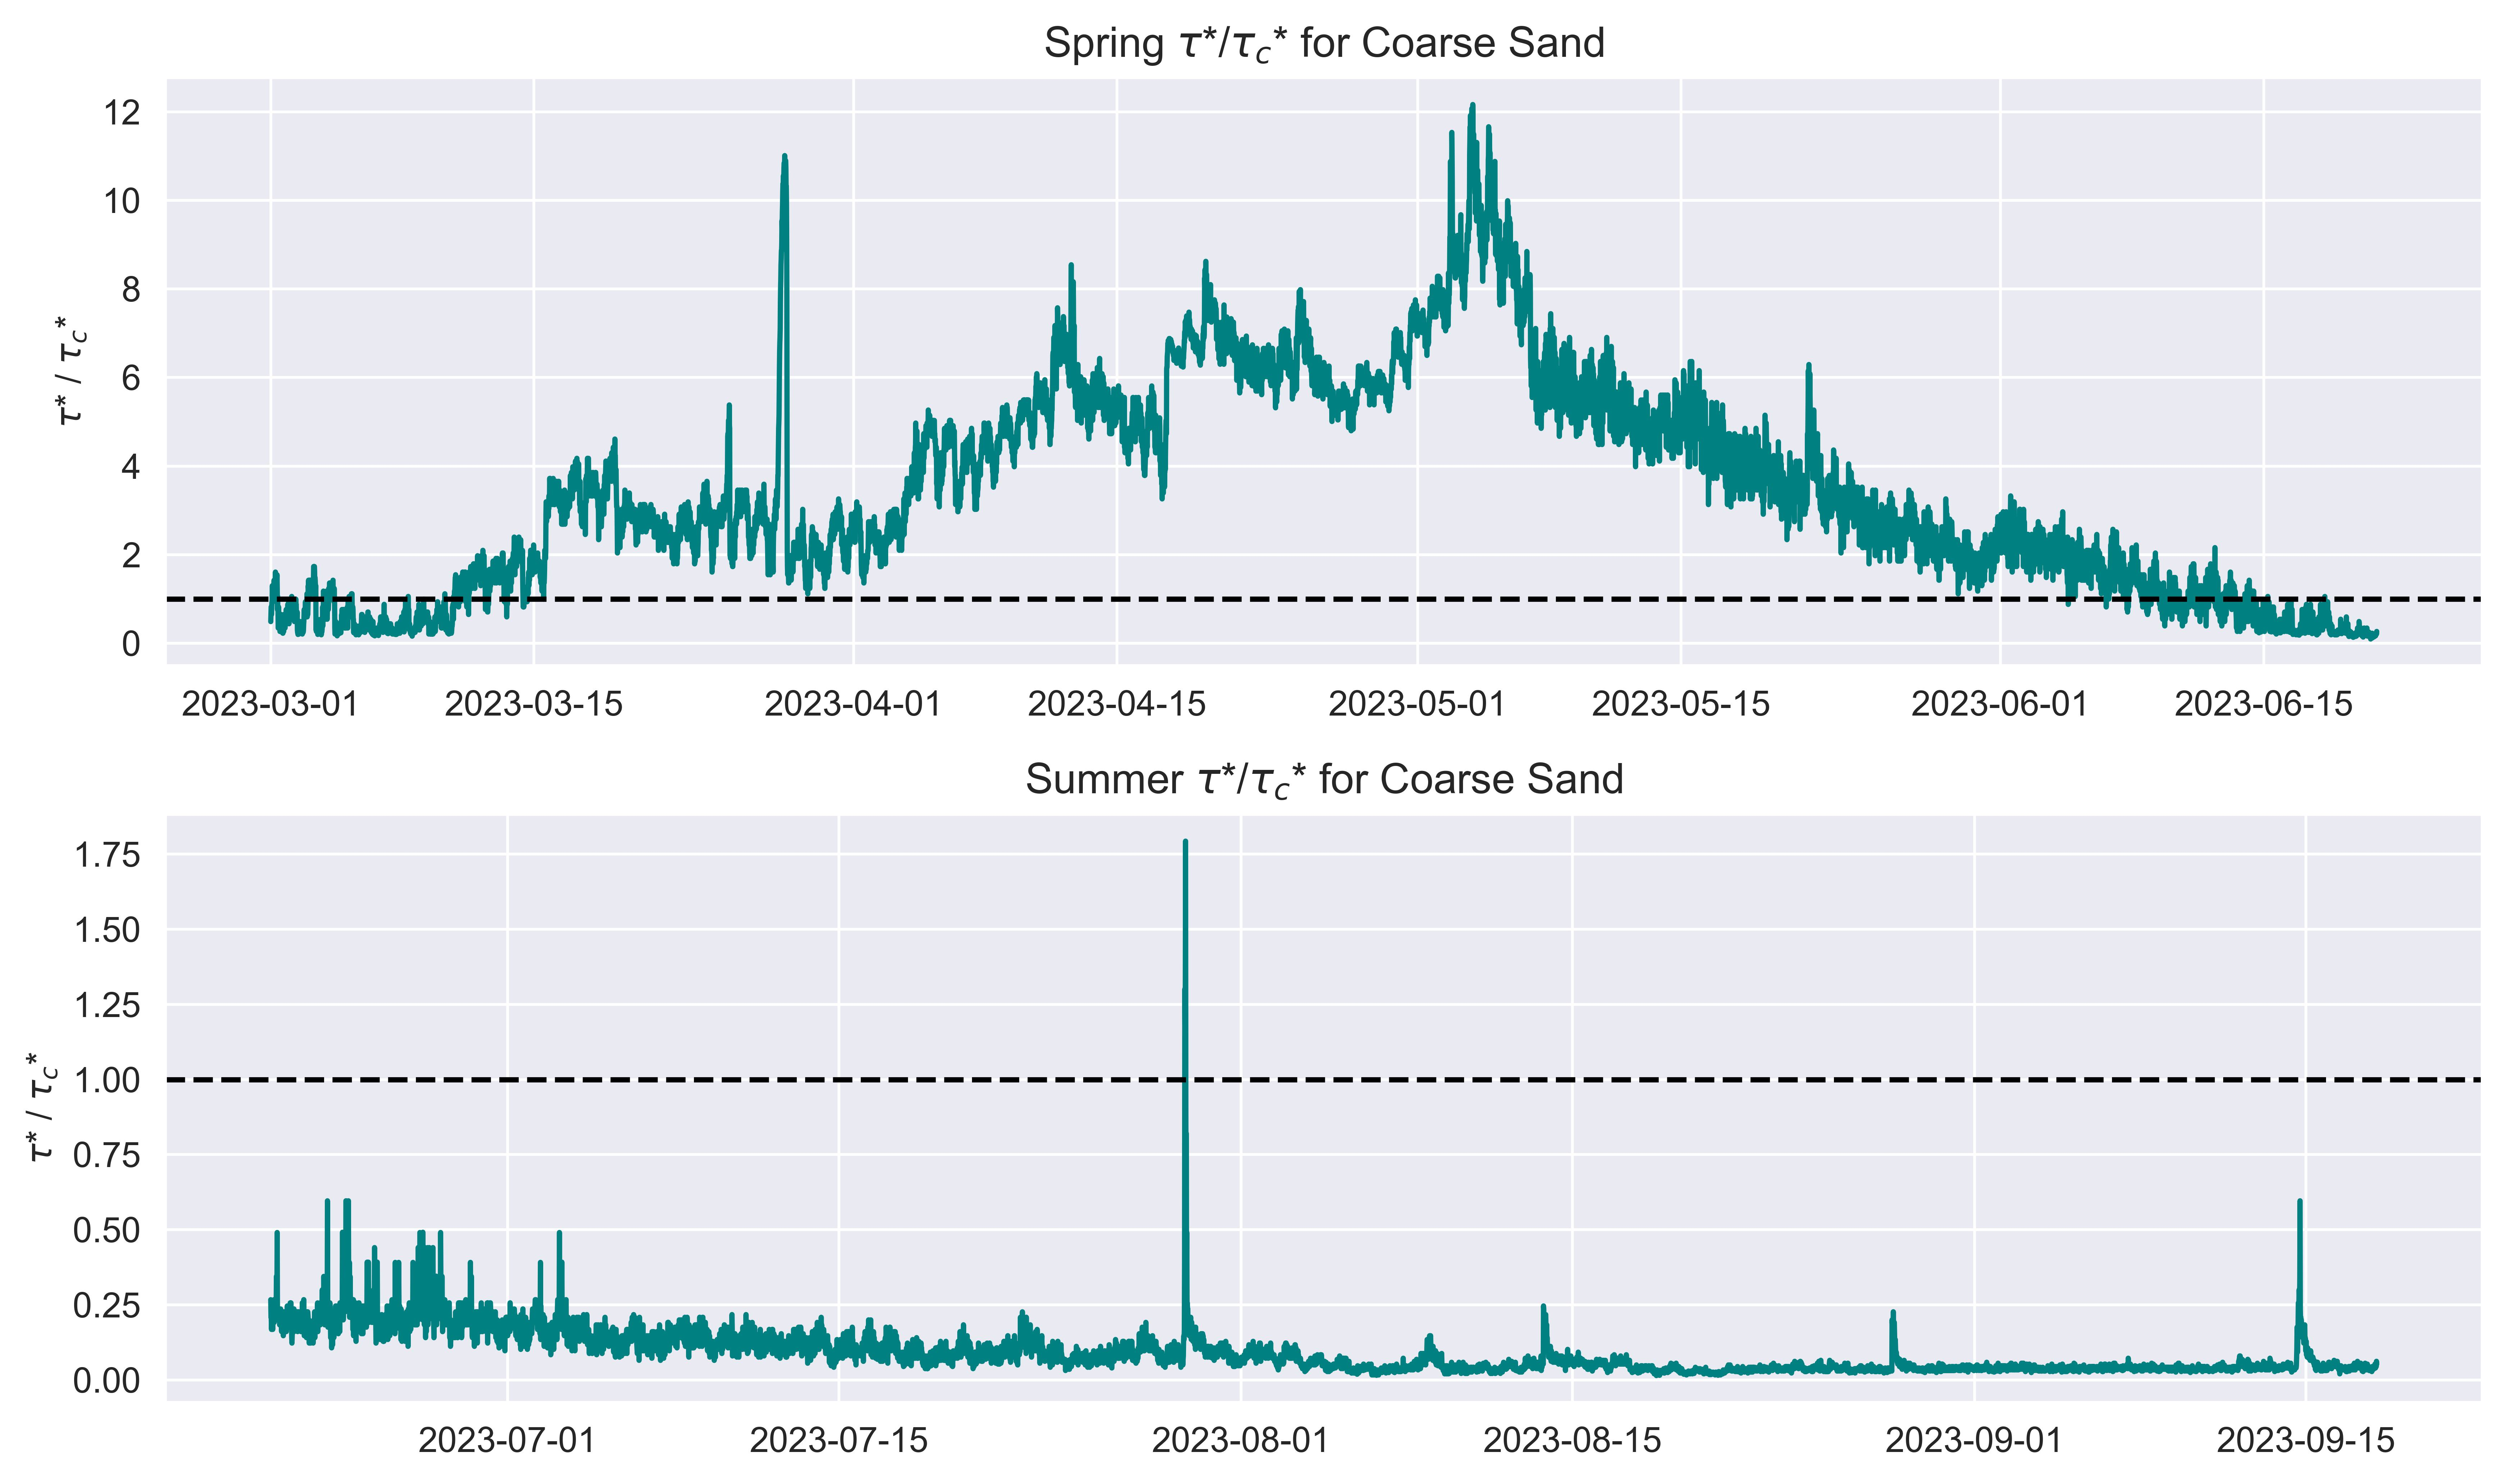 Spring τ*/τc* for Coarse Sand
12
10
8
6
4
2
0
τ* / τc*
2023-03-01 2023-03-15 2023-04-01 2023-04-15 2023-05-01 2023-05-15 2023-06-01 2023-06-15
Summer τ*/τc* for Coarse Sand
1.75
1.50
1.25
1.00
0.75
0.50
0.25
0.00
τ* / τc*
2023-07-01 2023-07-15 2023-08-01 2023-08-15 2023-09-01 2023-09-15